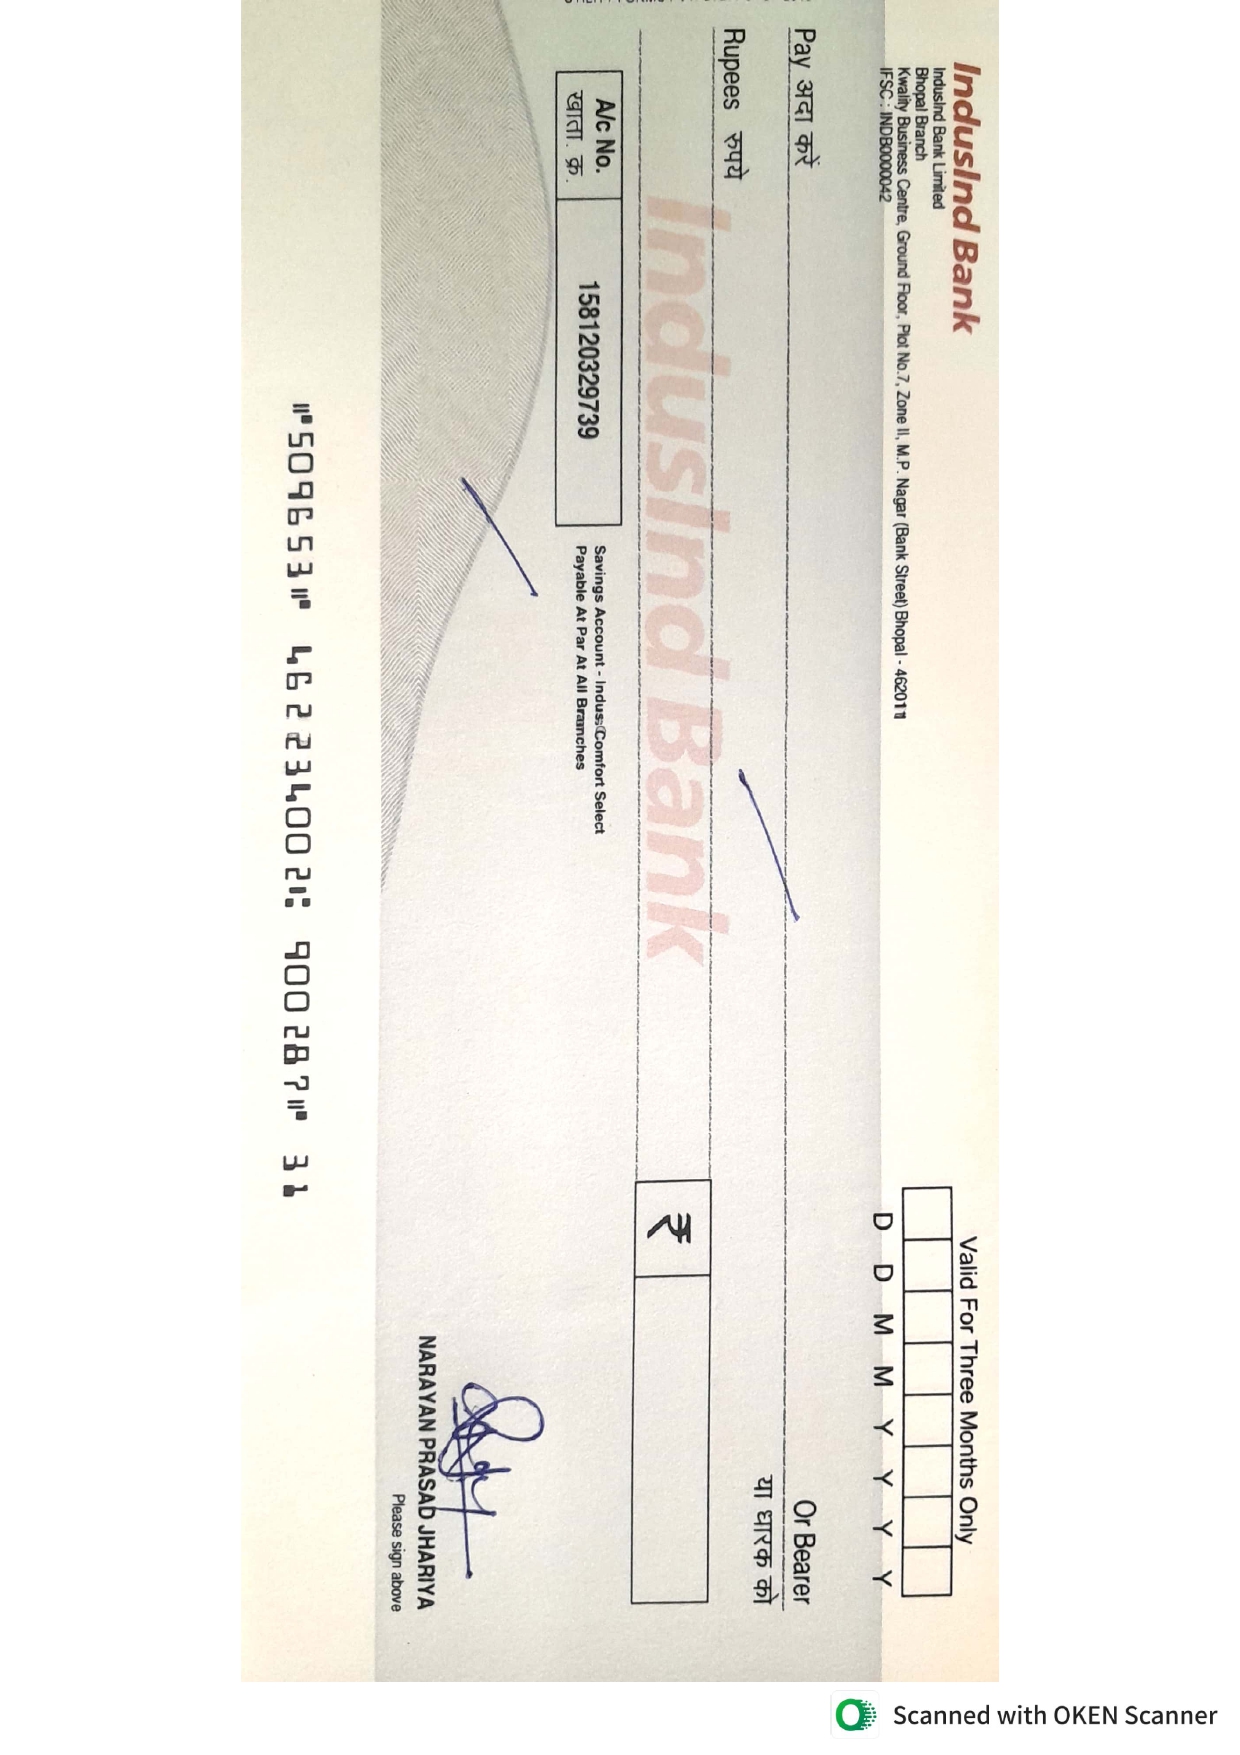 IndusInd Bank
IndusInd Bank Limited
Bhopal Branch
Kwality Business Centre, Ground Floor, Plot No.7, Zone II, M.P. Nagar (Bank Street) Bhopal - 462011
IFSC : INDB0000042
Valid For Three Months Only
D D M M Y Y Y Y
Pay अदा करें
Or Bearer
या धारक को
Rupees रुपये
₹
IndusInd Bank
A/c No.
खाता. क्र.
158120329739
Savings Account - Indus Comfort Select
Payable At Par At All Branches
NARAYAN PRASAD JHARIYA
Please sign above
⑈509653⑈ 462234002⑆ 900287⑈ 31
Scanned with OKEN Scanner